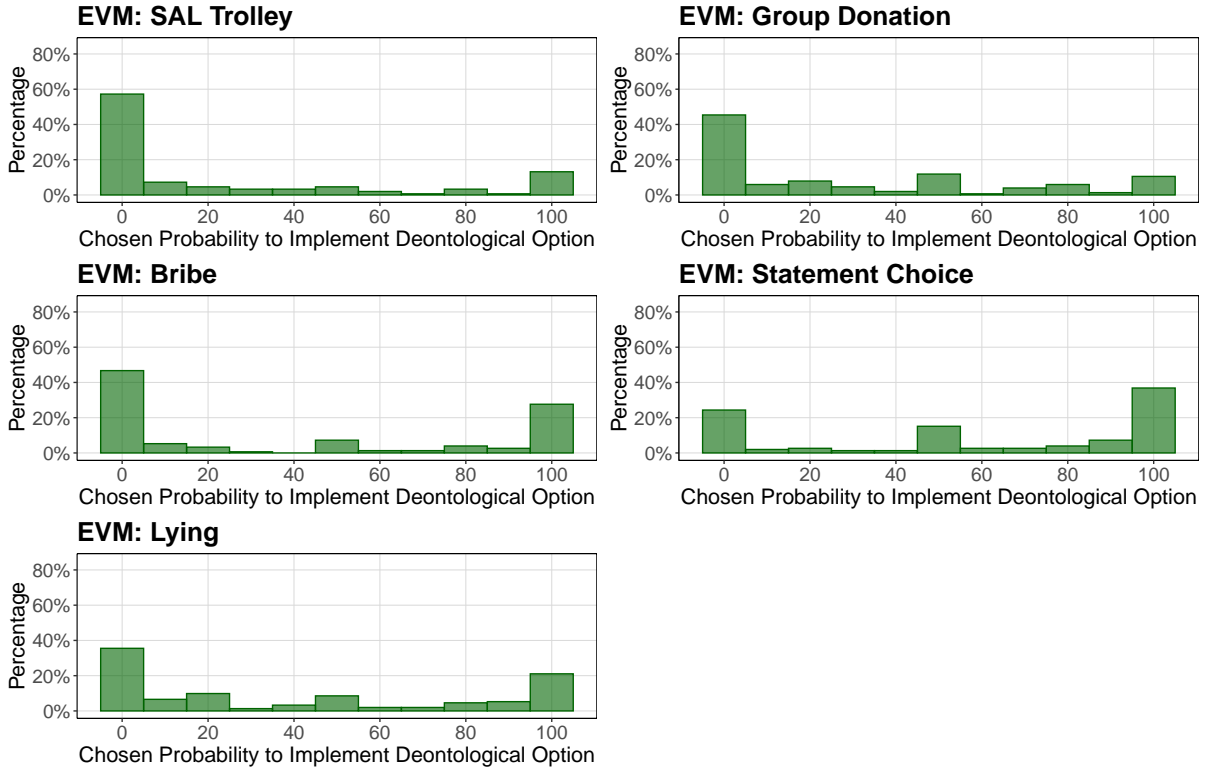 EVM: SAL Trolley
80%
60%
40%
20%
0%
Percentage
0 20 40 60 80 100
Chosen Probability to Implement Deontological Option
EVM: Group Donation
80%
60%
40%
20%
0%
Percentage
0 20 40 60 80 100
Chosen Probability to Implement Deontological Option
EVM: Bribe
80%
60%
40%
20%
0%
Percentage
0 20 40 60 80 100
Chosen Probability to Implement Deontological Option
EVM: Statement Choice
80%
60%
40%
20%
0%
Percentage
0 20 40 60 80 100
Chosen Probability to Implement Deontological Option
EVM: Lying
80%
60%
40%
20%
0%
Percentage
0 20 40 60 80 100
Chosen Probability to Implement Deontological Option